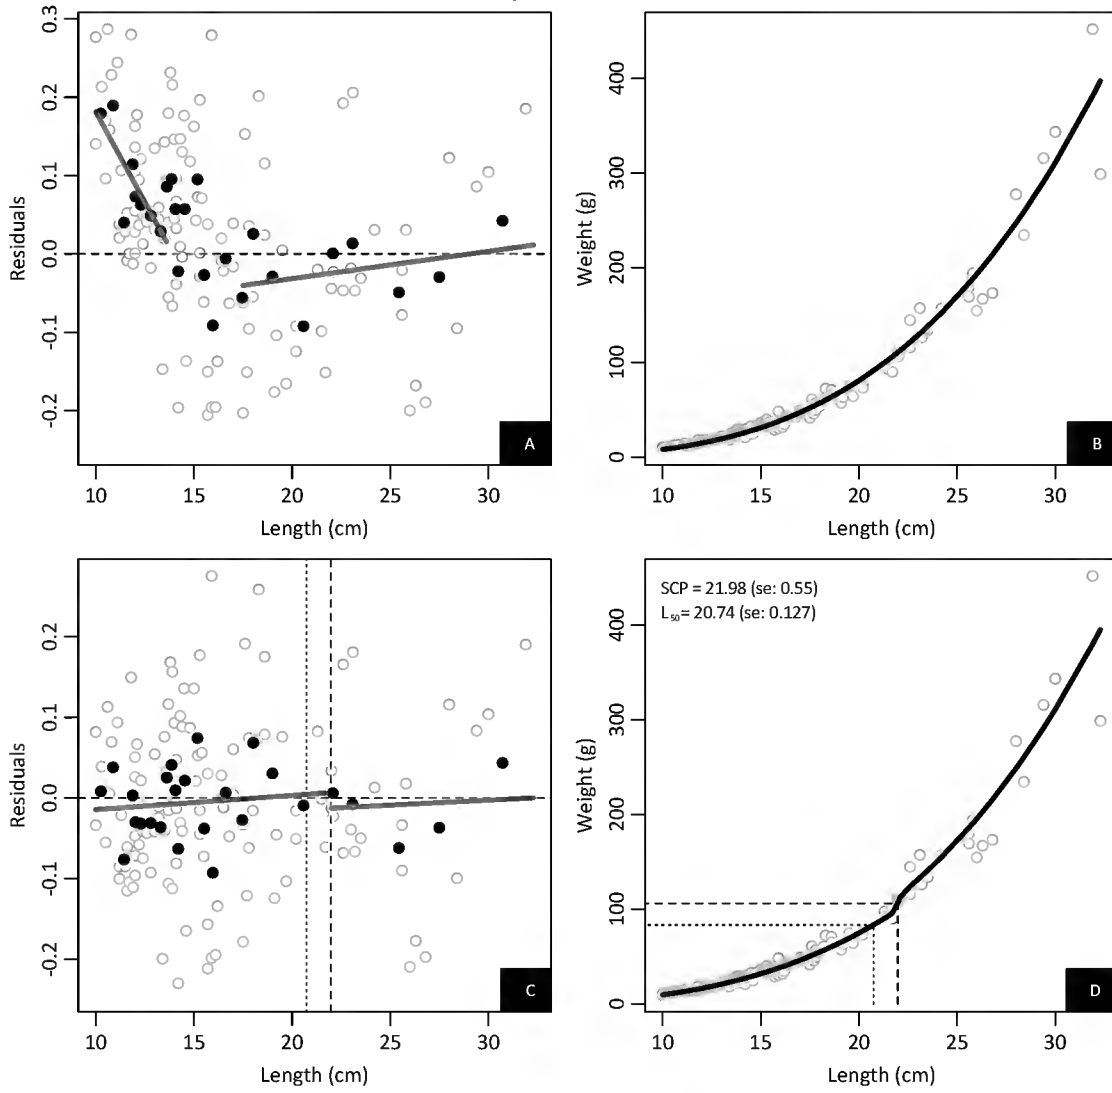 0.3
0.2
0.1
0.0
-0.1
-0.2
Residuals
A
10 15 20 25 30
Length (cm)
400
300
200
100
0
Weight (g)
B
10 15 20 25 30
Length (cm)
0.2
0.1
0.0
-0.1
-0.2
Residuals
C
10 15 20 25 30
Length (cm)
SCP = 21.98 (se: 0.55)
L50= 20.74 (se: 0.127)
400
300
200
100
0
Weight (g)
D
10 15 20 25 30
Length (cm)